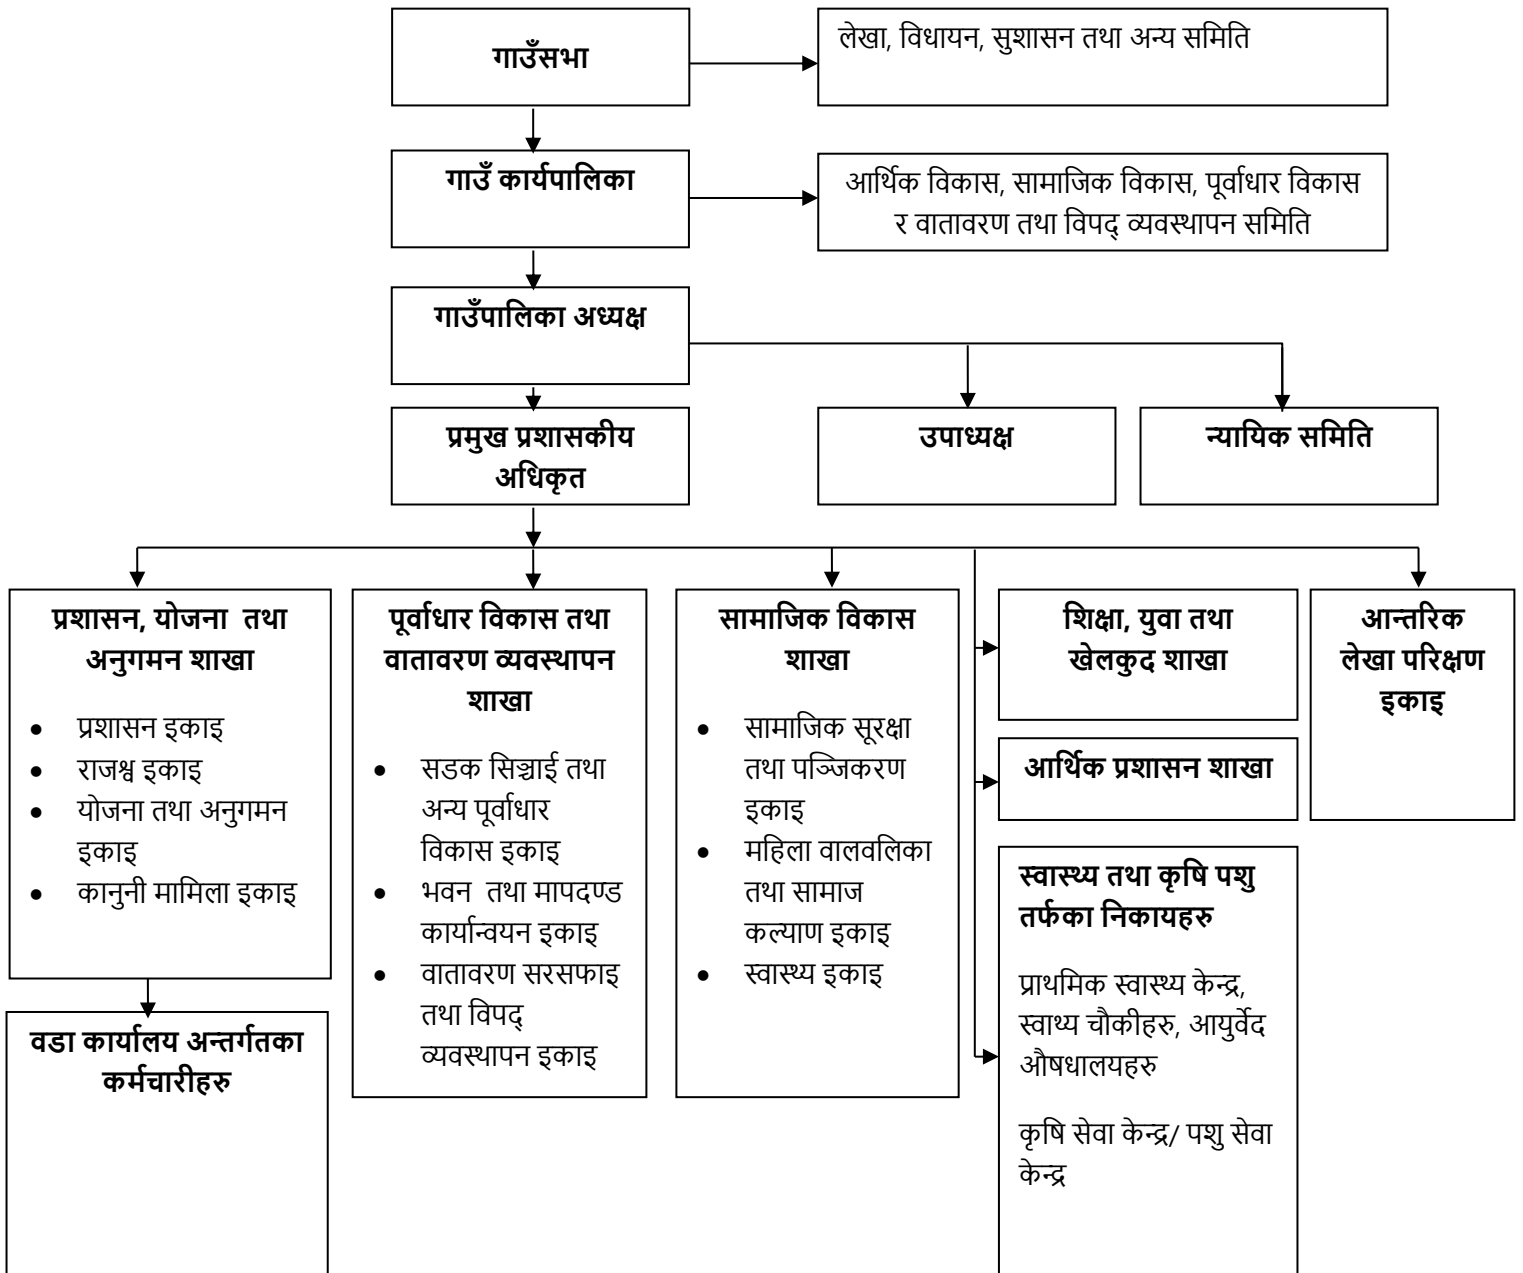 गाउँसभा
लेखा, विधायन, सुशासन तथा अन्य समिति
गाउँ कार्यपालिका
आर्थिक विकास, सामाजिक विकास, पूर्वाधार विकास
र वातावरण तथा विपद् व्यवस्थापन समिति
गाउँपालिका अध्यक्ष
प्रमुख प्रशासकीय
अधिकृत
उपाध्यक्ष
न्यायिक समिति
प्रशासन, योजना  तथा
अनुगमन शाखा
• प्रशासन इकाइ
• राजश्व इकाइ
• योजना तथा अनुगमन
इकाइ
• कानुनी मामिला इकाइ
वडा कार्यालय अन्तर्गतका
कर्मचारीहरु
पूर्वाधार विकास तथा
वातावरण व्यवस्थापन
शाखा
• सडक सिञ्चाई तथा
अन्य पूर्वाधार
विकास इकाइ
• भवन  तथा मापदण्ड
कार्यान्वयन इकाइ
• वातावरण सरसफाइ
तथा विपद्
व्यवस्थापन इकाइ
सामाजिक विकास
शाखा
• सामाजिक सूरक्षा
तथा पञ्जिकरण
इकाइ
• महिला वालवलिका
तथा सामाज
कल्याण इकाइ
• स्वास्थ्य इकाइ
शिक्षा, युवा तथा
खेलकुद शाखा
आर्थिक प्रशासन शाखा
स्वास्थ्य तथा कृषि पशु
तर्फका निकायहरु
प्राथमिक स्वास्थ्य केन्द्र,
स्वाथ्य चौकीहरु, आयुर्वेद
औषधालयहरु
कृषि सेवा केन्द्र/ पशु सेवा
केन्द्र
आन्तरिक
लेखा परिक्षण
इकाइ